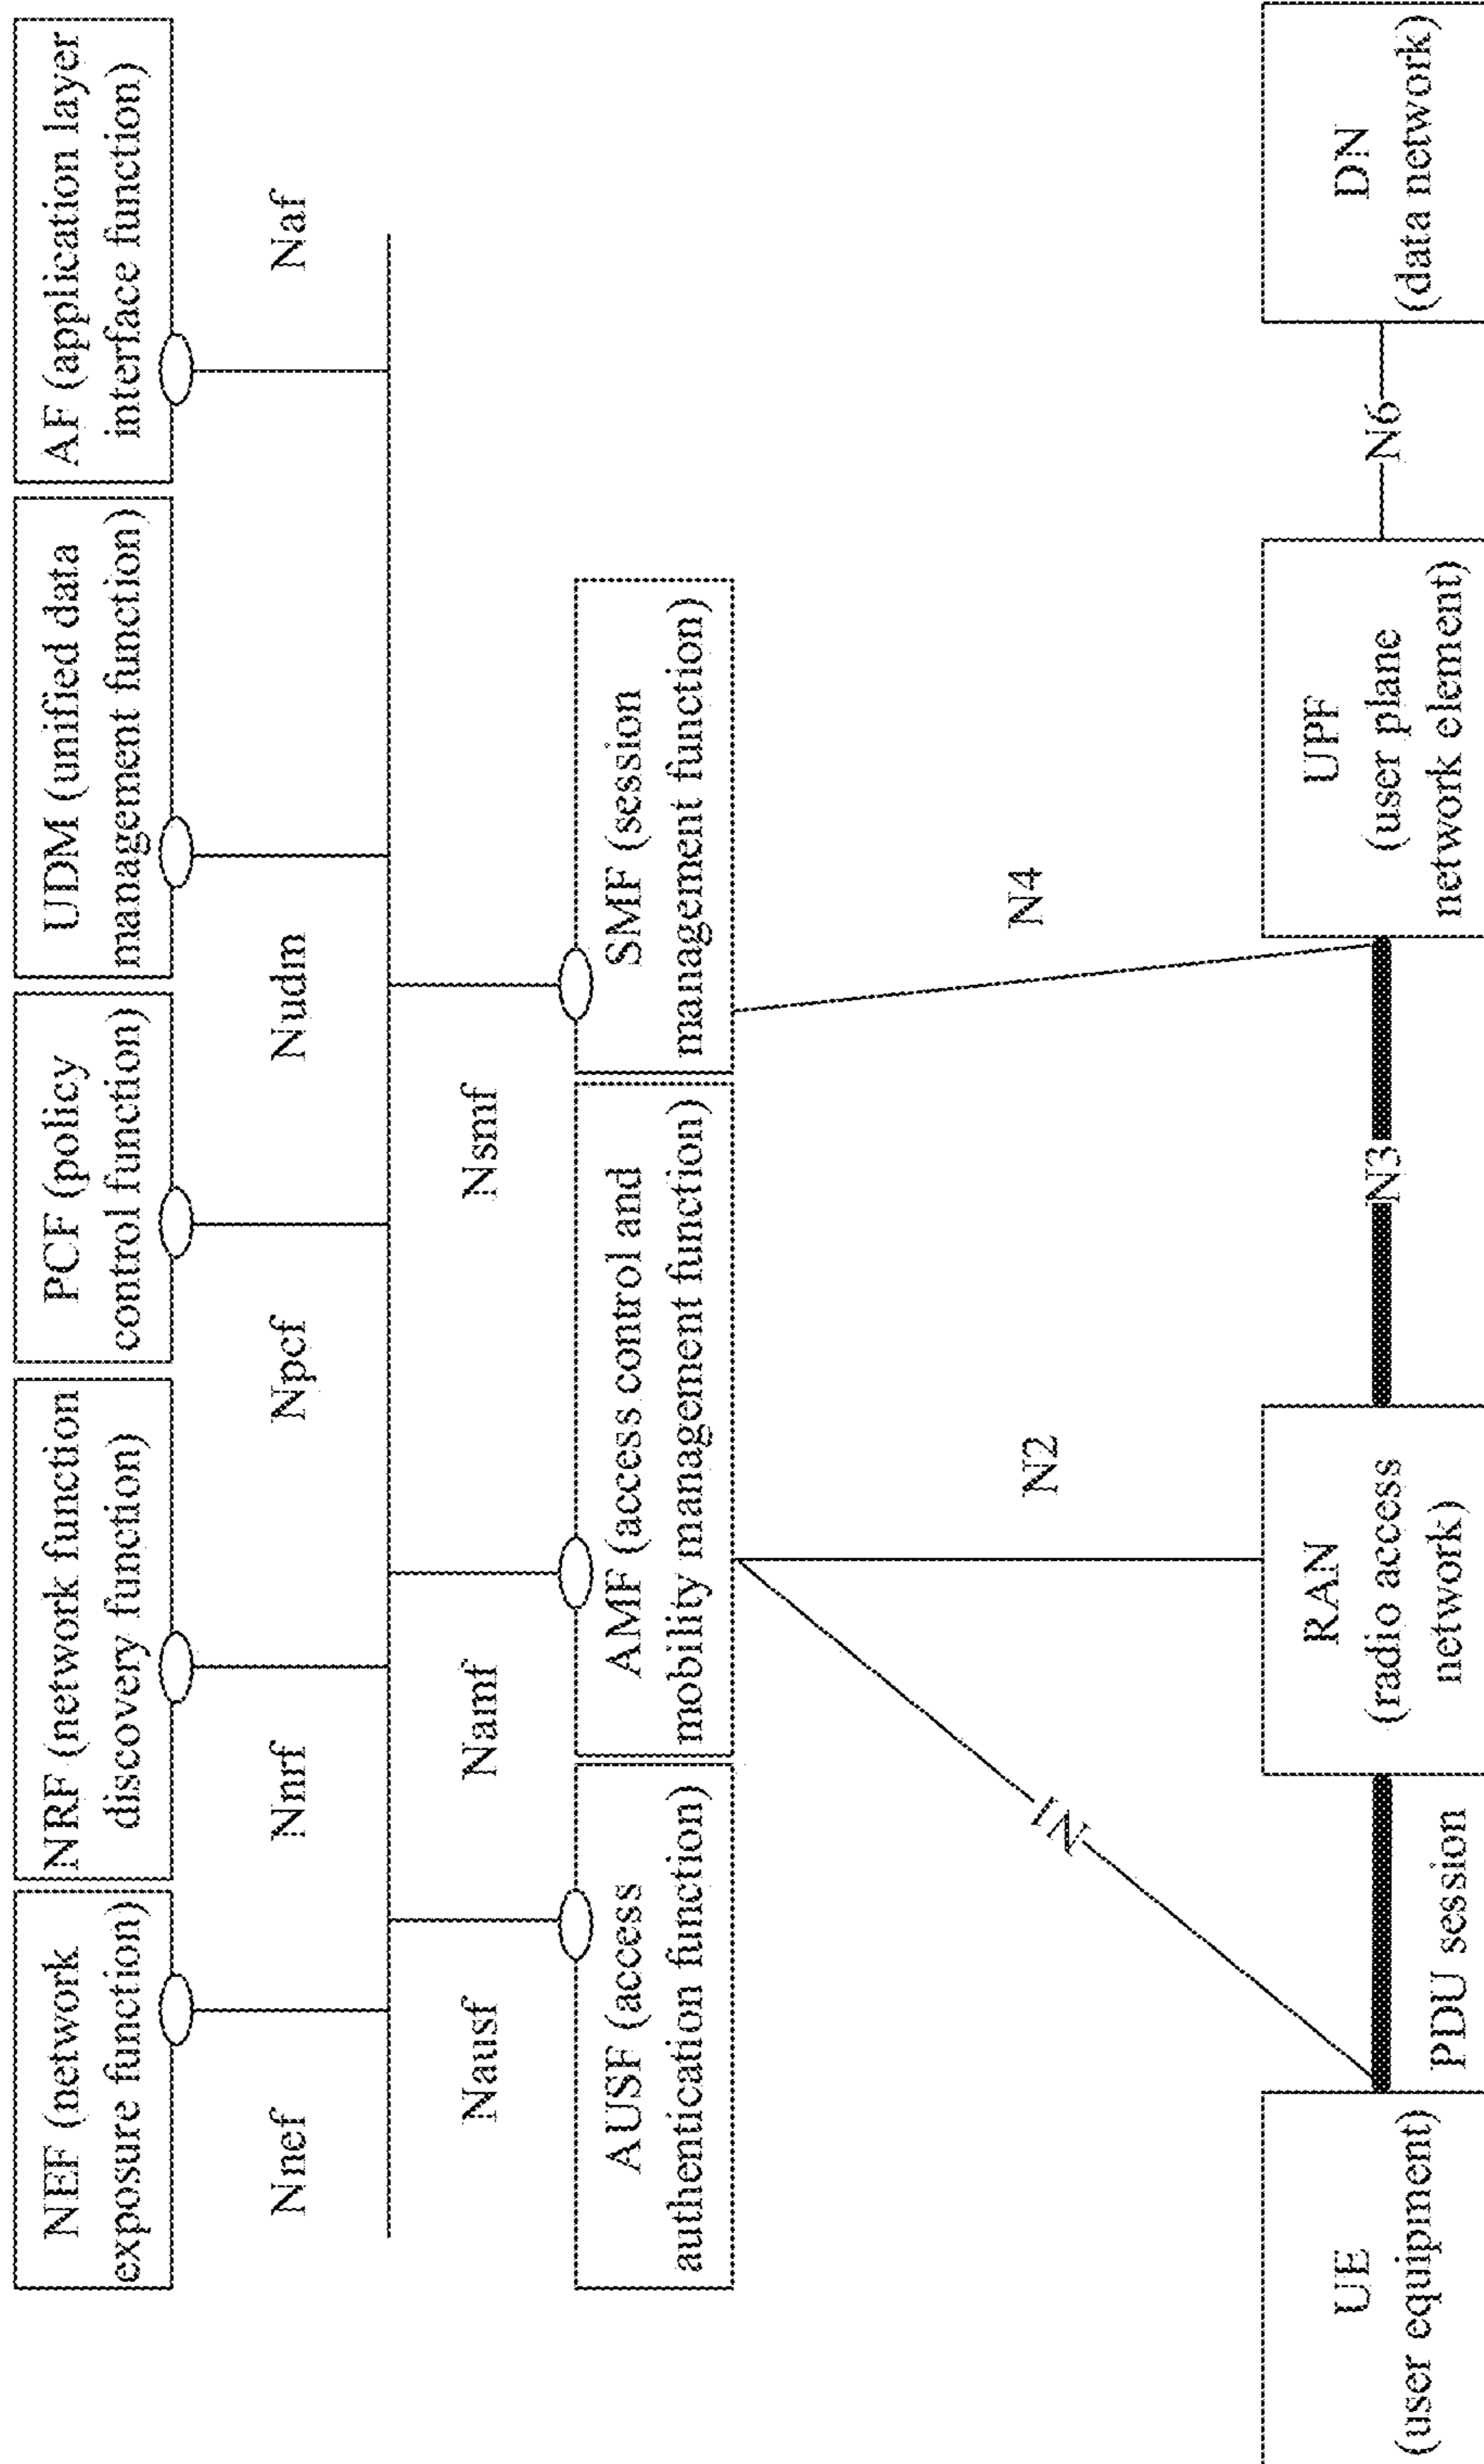 NEF (network
exposure function)
NRF (network function
discovery function)
PCF (policy
control function)
UDM (unified data
management function)
AF (application layer
interface function)
Nnef
Nnrf
Npcf
Nudm
Naf
Nausf
Namf
Nsmf
AUSF (access
authentication function)
AMF (access control and
mobility management function)
SMF (session
management function)
N1
N2
N4
UE
(user equipment)
PDU session
RAN
(radio access
network)
N3
UPF
(user plane
network element)
N6
DN
(data network)